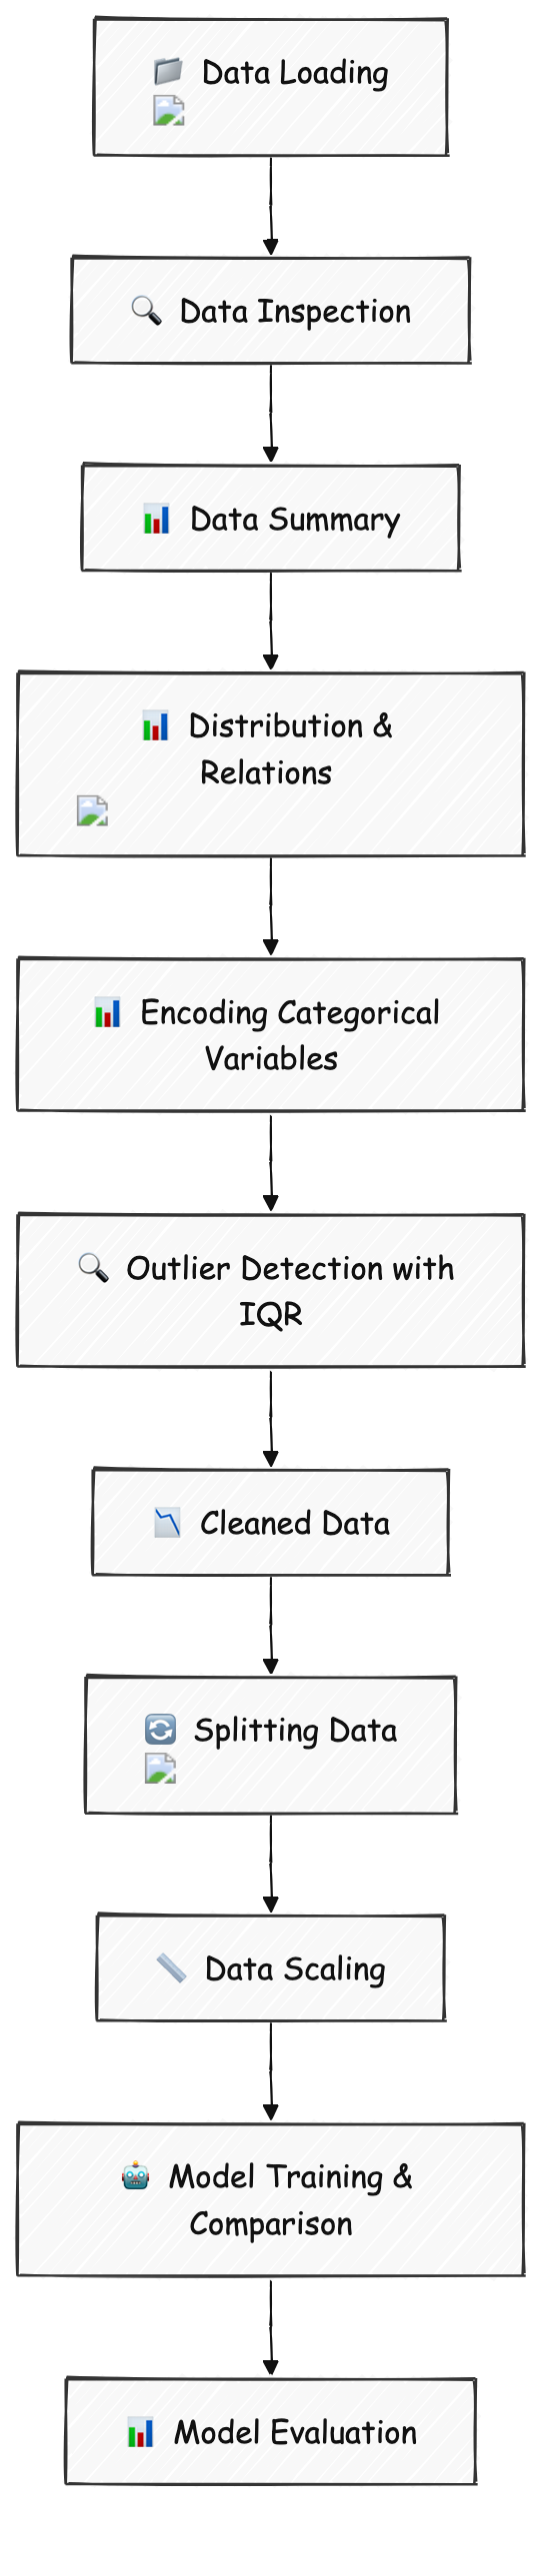 Data Loading
Data Inspection
Data Summary
Distribution &
Relations
Encoding Categorical
Variables
Outlier Detection with
IQR
Cleaned Data
Splitting Data
Data Scaling
Model Training &
Comparison
Model Evaluation